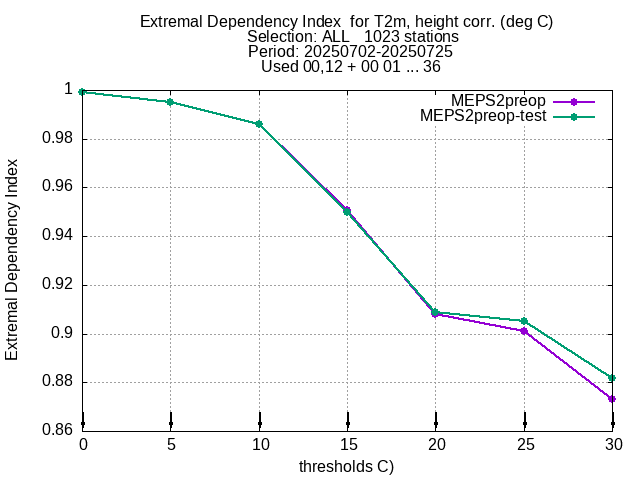 Extremal Dependency Index  for T2m, height corr. (deg C)
Selection: ALL   1023 stations
Period: 20250702-20250725
Used 00,12 + 00 01 ... 36
MEPS2preop
MEPS2preop-test
1
0.98
0.96
0.94
0.92
0.9
0.88
0.86
Extremal Dependency Index
0 5 10 15 20 25 30
thresholds C)